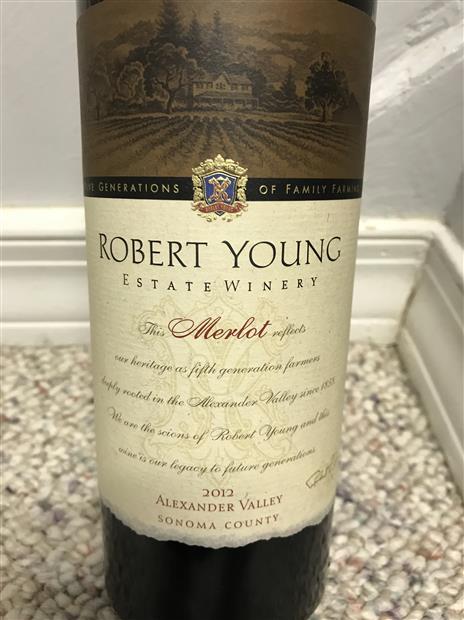 GENERATIONS OF FAMILY FARMING
ROBERT YOUNG
ESTATE WINERY
This Merlot reflects
our heritage as fifth generation farmers
deeply rooted in the Alexander Valley since 1858.
We are the scions of Robert Young and this
wine is our legacy to future generations.
2012
ALEXANDER VALLEY
SONOMA COUNTY